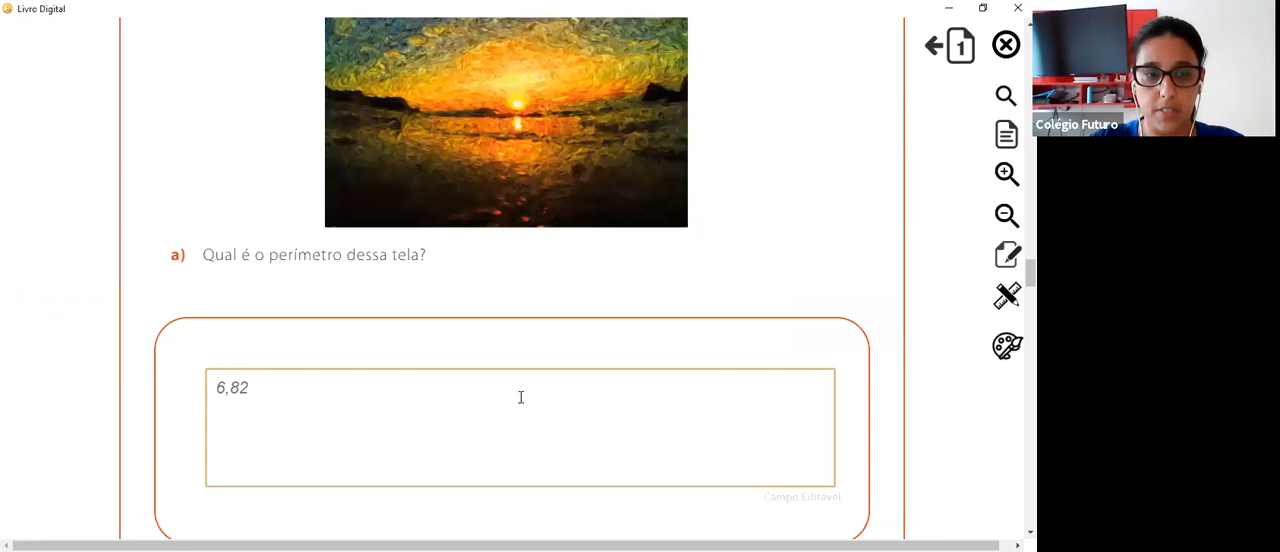 Livro Digital
1
Colégio Futuro
a) Qual é o perímetro dessa tela?
6,82
Campo Editável